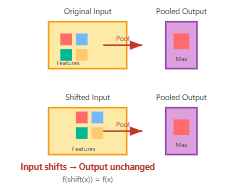 Original Input
Pooled Output
Pool
Features
Max
Shifted Input
Pooled Output
Pool
Features
Max
Input shifts → Output unchanged
f(shift(x)) = f(x)